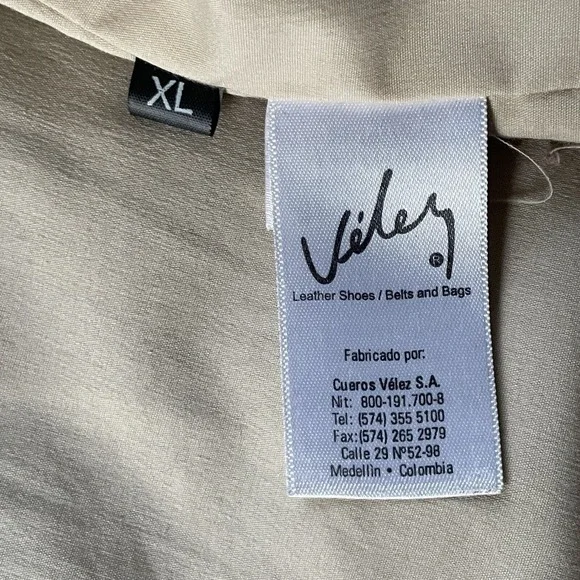 XL
Vélez
®
Leather Shoes / Belts and Bags
Fabricado por:
Cueros Vélez S.A.
Nit: 800-191.700-8
Tel: (574) 355 5100
Fax:(574) 265 2979
Calle 29 Nº52-98
Medellìn • Colombia